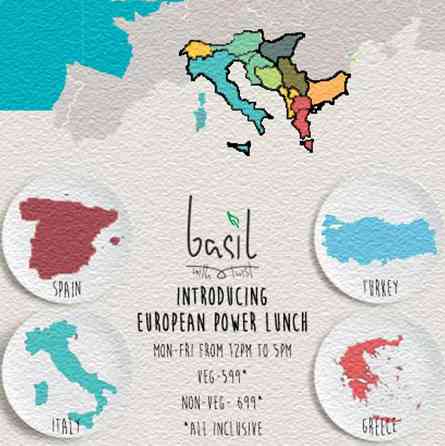 basil
with a twist
SPAIN
TURKEY
INTRODUCING
EUROPEAN POWER LUNCH
MON-FRI FROM 12PM TO 5PM
VEG-599*
NON-VEG- 699*
*ALL INCLUSIVE
ITALY
GREECE